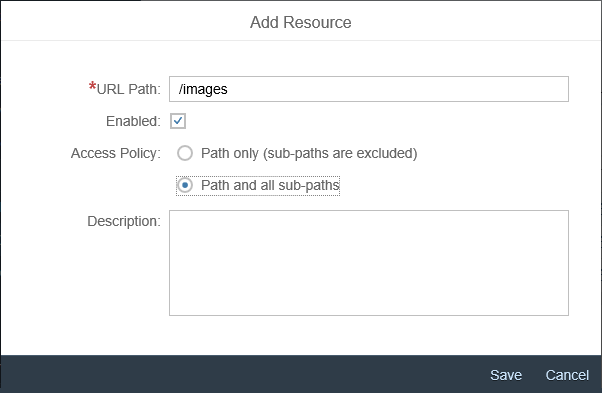 Add Resource
*URL Path: /images
Enabled:
Access Policy: Path only (sub-paths are excluded)
Path and all sub-paths
Description:
Save Cancel